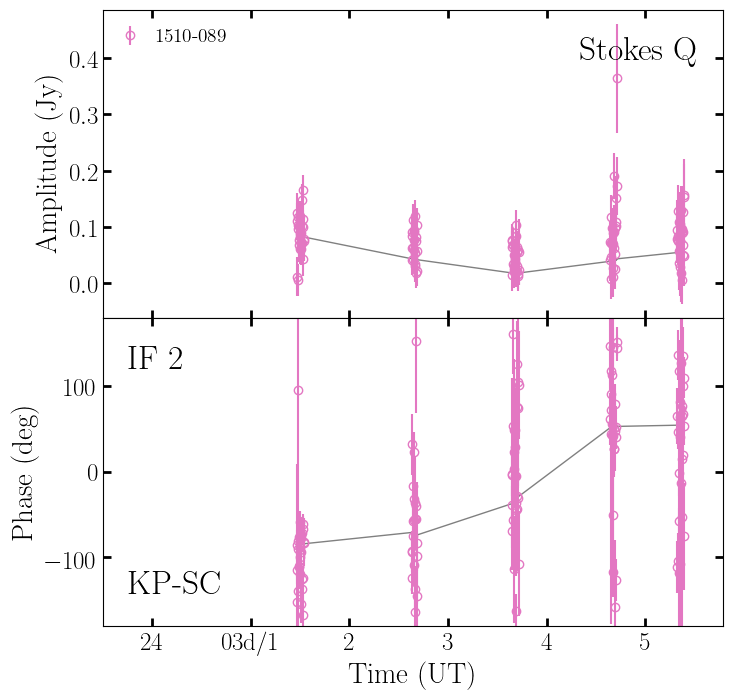 1510-089
Stokes Q
0.4
0.3
0.2
0.1
0.0
Amplitude (Jy)
IF 2
100
0
−100
Phase (deg)
KP-SC
24 03d/1 2 3 4 5
Time (UT)